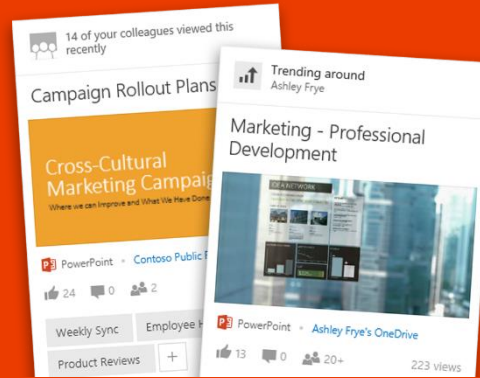 14 of your colleagues viewed this
recently
Campaign Rollout Plans
Cross-Cultural
Marketing Campaig
Where we can Improve and What We Have Done
PowerPoint
Contoso Public
24
0
2
Weekly Sync
Employee
Product Reviews
+
Trending around
Ashley Frye
Marketing - Professional
Development
IDEA NETWORK
PowerPoint
Ashley Frye's OneDrive
13
0
20+
223 views